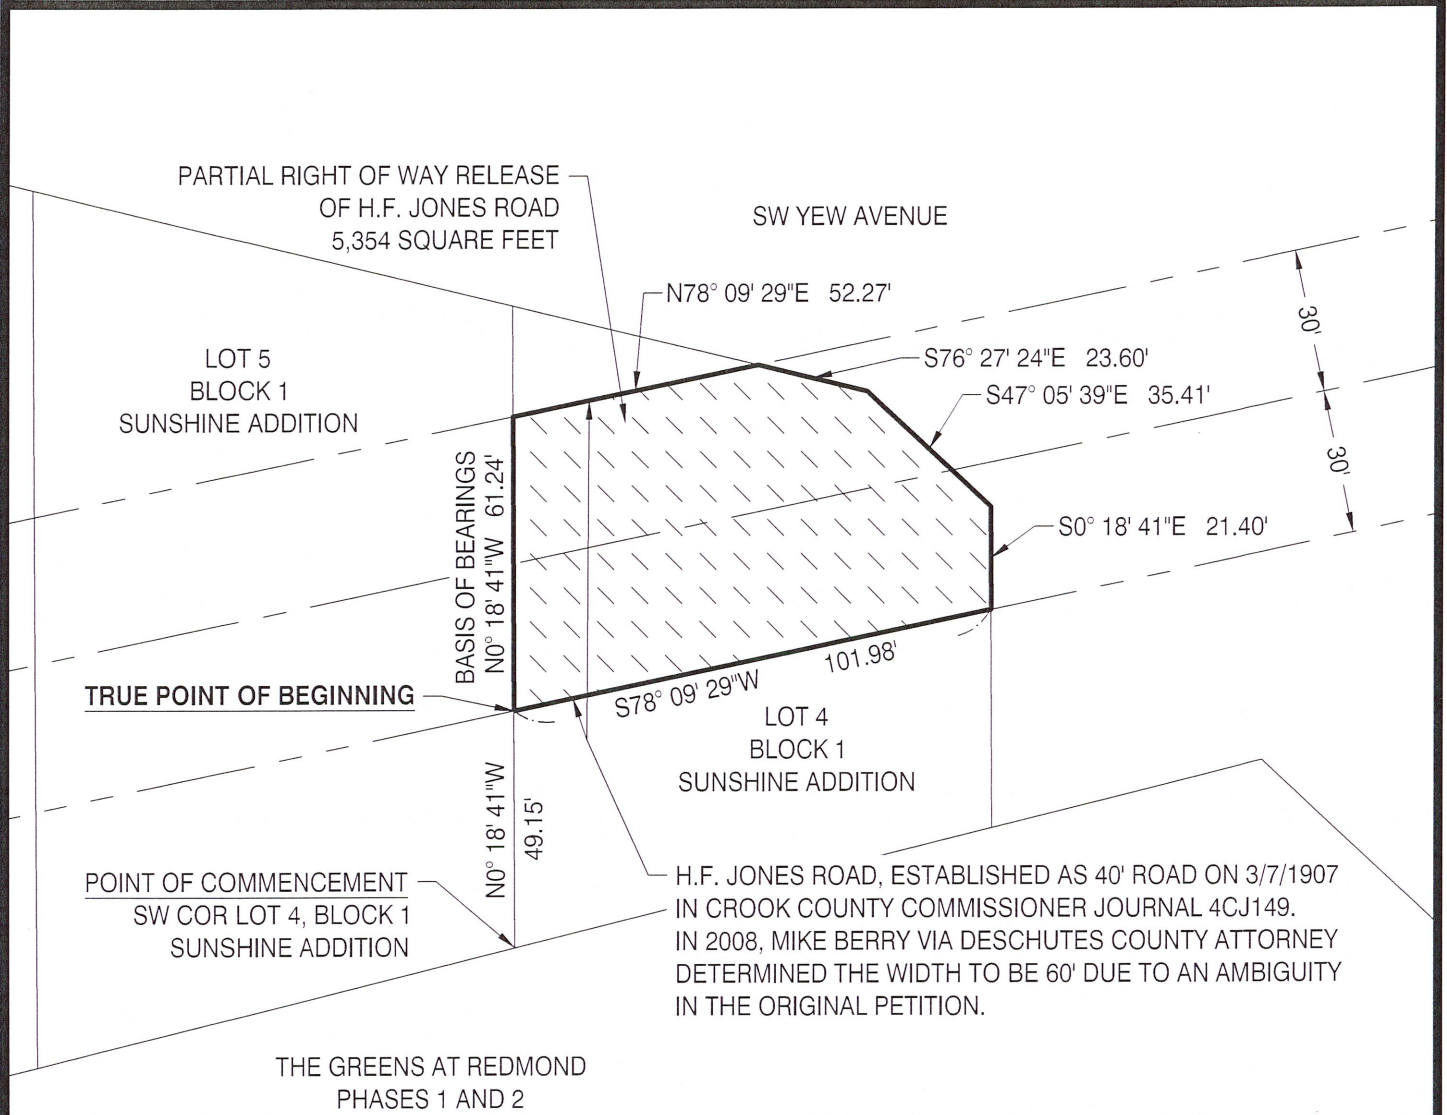 PARTIAL RIGHT OF WAY RELEASE
OF H.F. JONES ROAD
5,354 SQUARE FEET
SW YEW AVENUE
N78° 09' 29"E 52.27'
30'
LOT 5
BLOCK 1
SUNSHINE ADDITION
S76° 27' 24"E 23.60'
S47° 05' 39"E 35.41'
30'
BASIS OF BEARINGS
N0° 18' 41"W 61.24'
S0° 18' 41"E 21.40'
TRUE POINT OF BEGINNING
S78° 09' 29"W 101.98'
LOT 4
BLOCK 1
SUNSHINE ADDITION
N0° 18' 41"W
49.15'
POINT OF COMMENCEMENT
SW COR LOT 4, BLOCK 1
SUNSHINE ADDITION
H.F. JONES ROAD, ESTABLISHED AS 40' ROAD ON 3/7/1907
IN CROOK COUNTY COMMISSIONER JOURNAL 4CJ149.
IN 2008, MIKE BERRY VIA DESCHUTES COUNTY ATTORNEY
DETERMINED THE WIDTH TO BE 60' DUE TO AN AMBIGUITY
IN THE ORIGINAL PETITION.
THE GREENS AT REDMOND
PHASES 1 AND 2